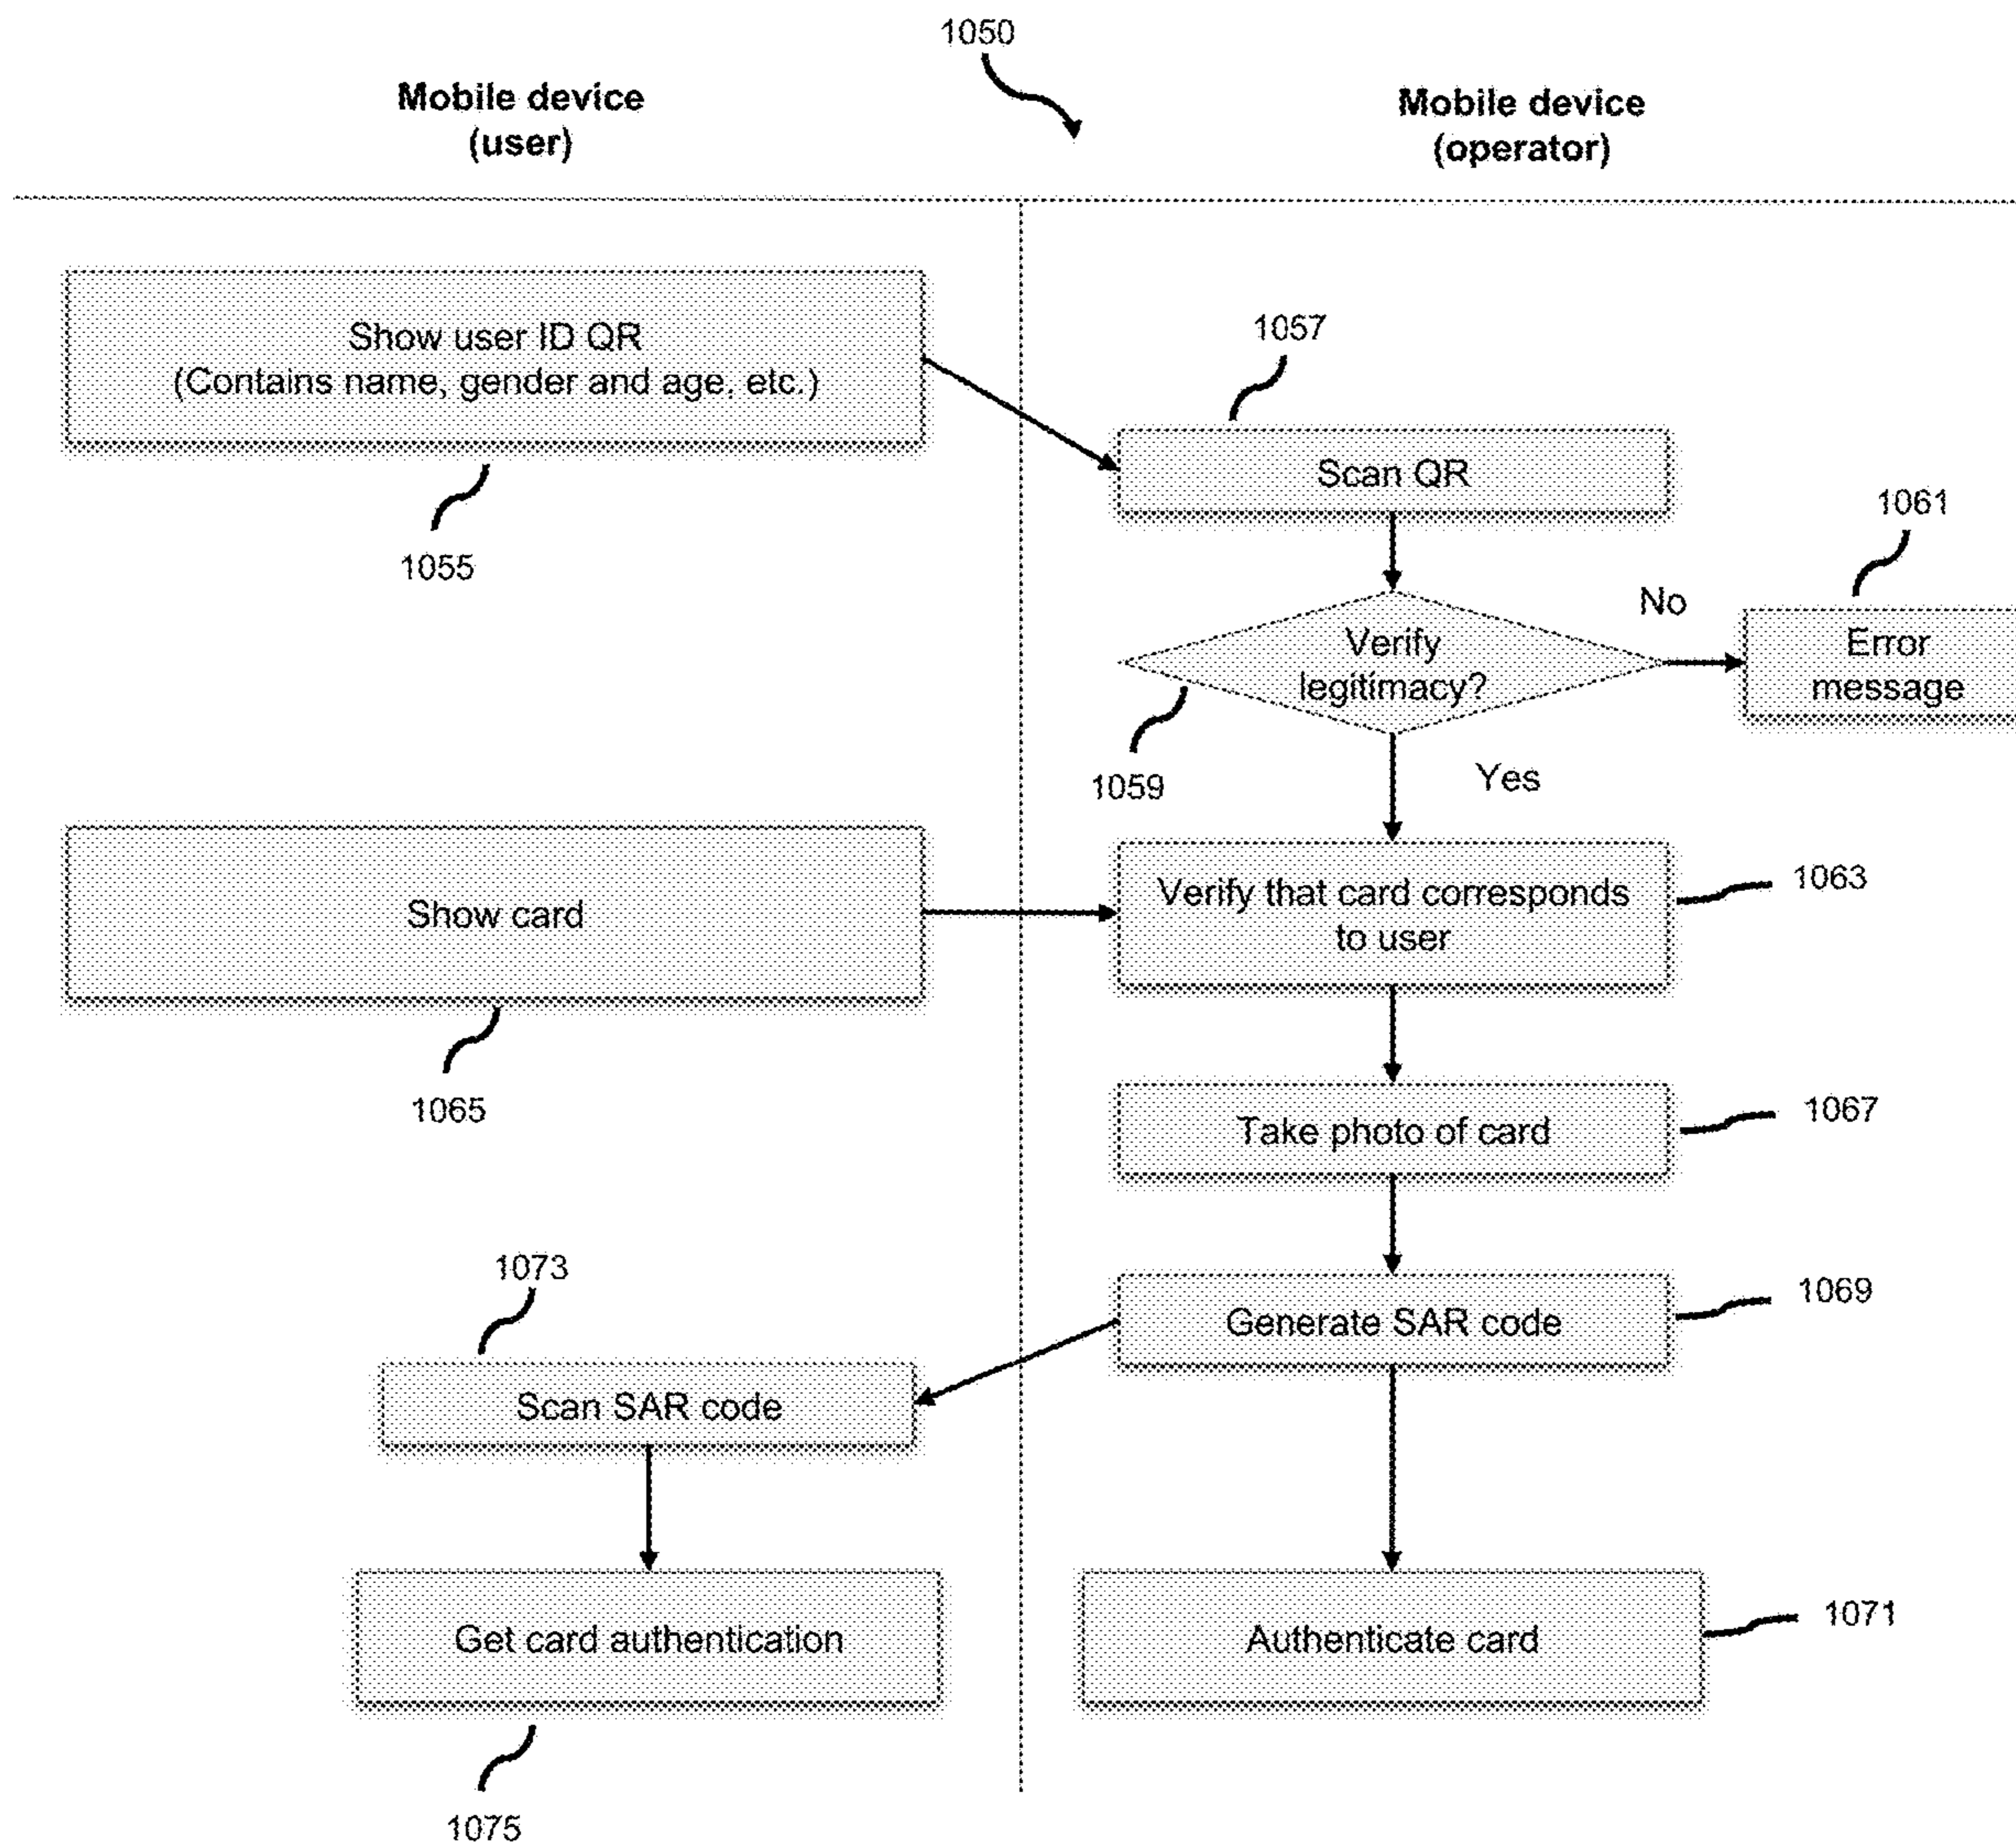 1050
Mobile device
(user)
Mobile device
(operator)
Show user ID QR
(Contains name, gender and age, etc.)
1055
1057
Scan QR
1061
No
Error
message
Verify
legitimacy?
1059
Yes
Show card
1065
Verify that card corresponds
to user
1063
Take photo of card
1067
1073
Generate SAR code
1069
Scan SAR code
Get card authentication
1075
Authenticate card
1071